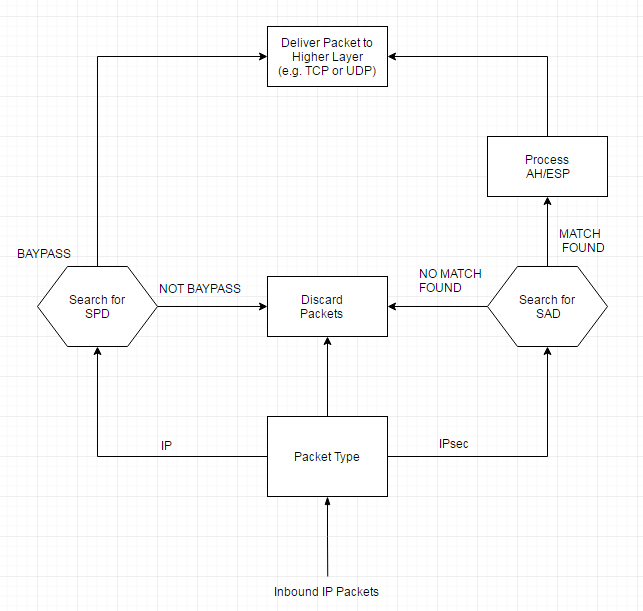 Deliver Packet to
Higher Layer
(e.g. TCP or UDP)
Process
AH/ESP
MATCH
FOUND
BAYPASS
NOT BAYPASS
NO MATCH
FOUND
Search for
SPD
Discard
Packets
Search for
SAD
IP
IPsec
Packet Type
Inbound IP Packets